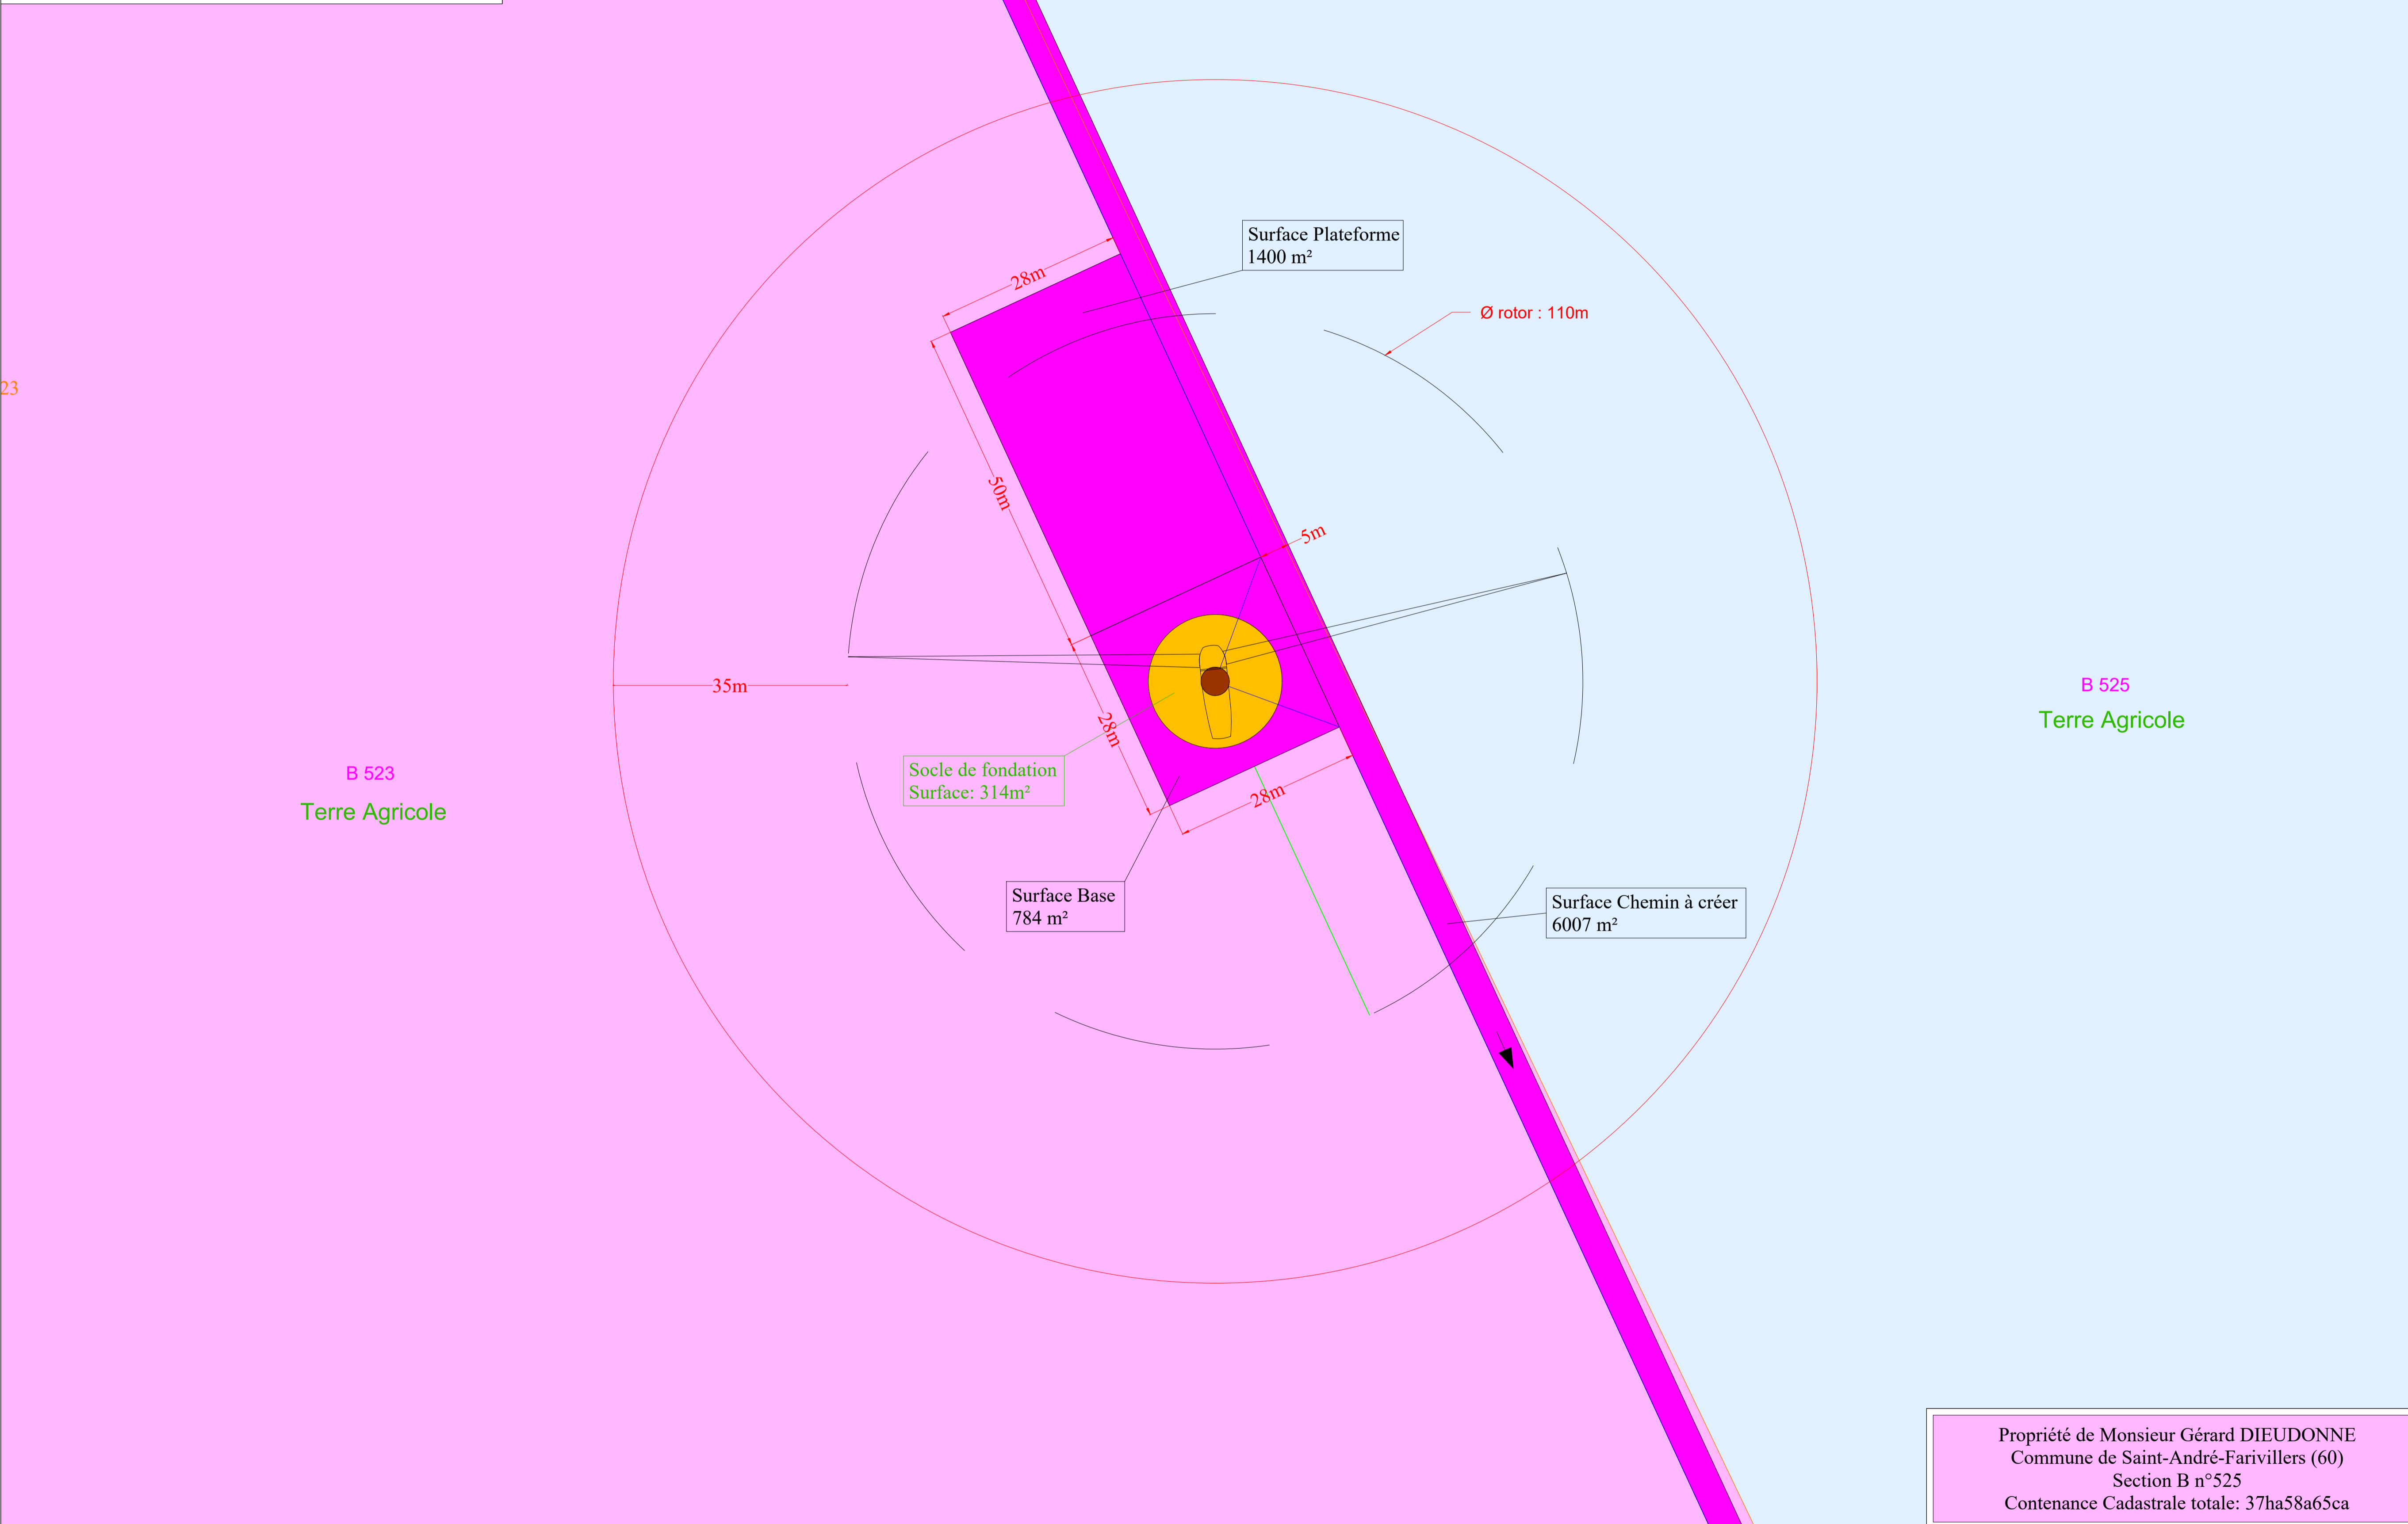 Surface Plateforme
1400 m²
28m
Ø rotor : 110m
23
50m
5m
35m
B 525
Terre Agricole
28m
B 523
Terre Agricole
Socle de fondation
Surface: 314m²
28m
Surface Base
784 m²
Surface Chemin à créer
6007 m²
Propriété de Monsieur Gérard DIEUDONNE
Commune de Saint-André-Farivillers (60)
Section B n°525
Contenance Cadastrale totale: 37ha58a65ca